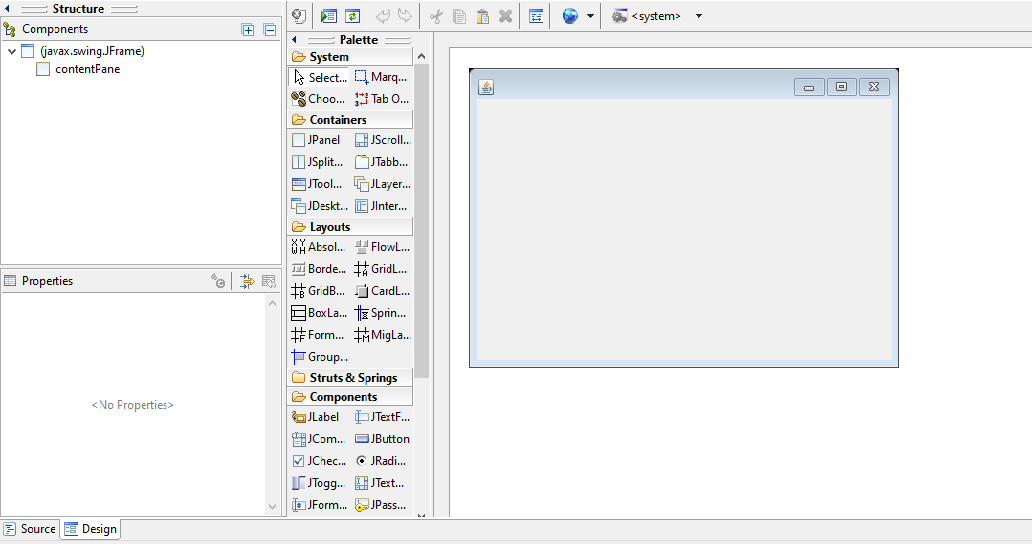 Structure
Components
(javax.swing.JFrame)
contentPane
Properties
<No Properties>
<system>
Palette
System
Select... Marq...
Choo... Tab O...
Containers
JPanel JScroll...
JSplit... JTabb...
JTool... JLayer...
JDeskt... JInter...
Layouts
Absol... FlowL...
Borde... GridL...
GridB... CardL...
BoxLa... Sprin...
Form... MigLa...
Group...
Struts & Springs
Components
JLabel JTextF...
JCom... JButton
JChec... JRadi...
JTogg... JText...
JForm... JPass...
Source Design